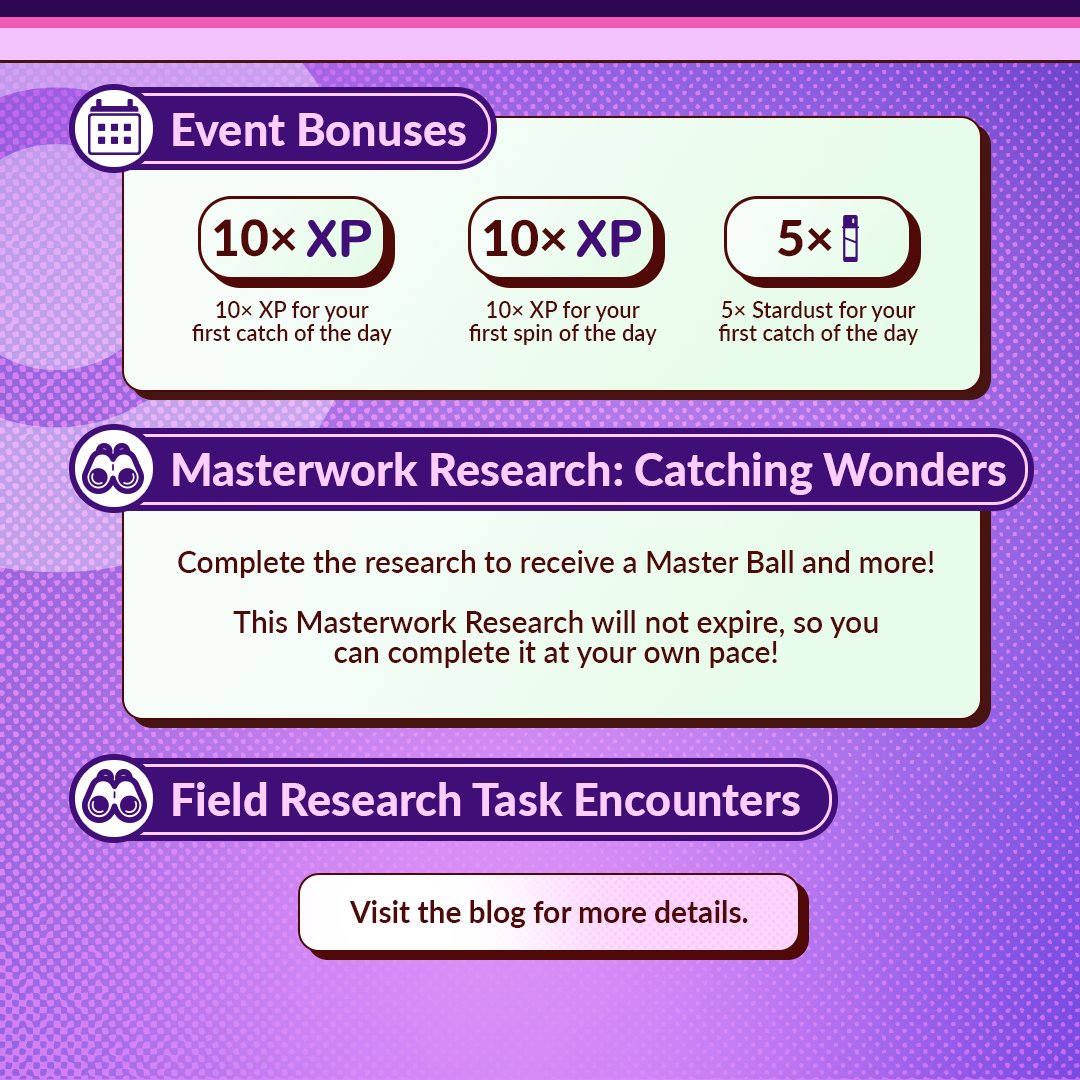 Event Bonuses
10× XP
10× XP for your
first catch of the day
10× XP
10× XP for your
first spin of the day
5×
5× Stardust for your
first catch of the day
Masterwork Research: Catching Wonders
Complete the research to receive a Master Ball and more!
This Masterwork Research will not expire, so you
can complete it at your own pace!
Field Research Task Encounters
Visit the blog for more details.